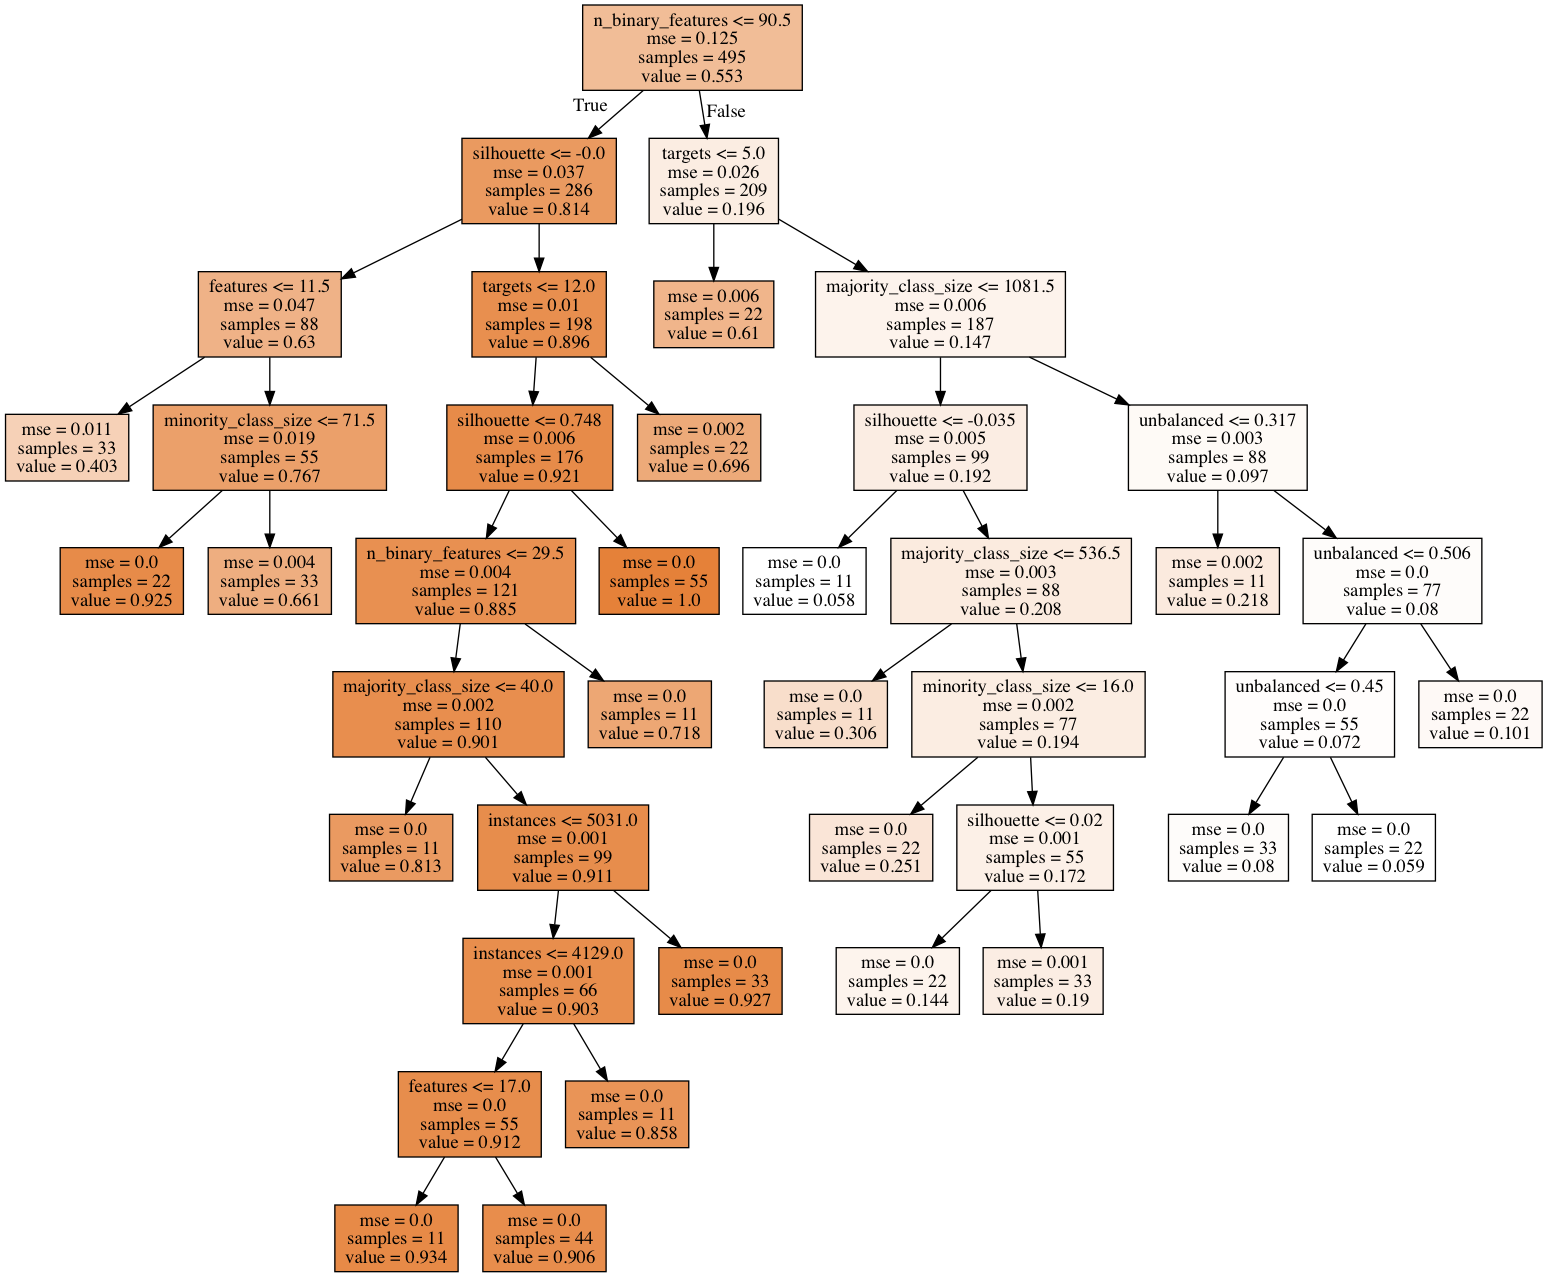 n_binary_features <= 90.5
mse = 0.125
samples = 495
value = 0.553
True
False
silhouette <= -0.0
mse = 0.037
samples = 286
value = 0.814
targets <= 5.0
mse = 0.026
samples = 209
value = 0.196
features <= 11.5
mse = 0.047
samples = 88
value = 0.63
targets <= 12.0
mse = 0.01
samples = 198
value = 0.896
mse = 0.006
samples = 22
value = 0.61
majority_class_size <= 1081.5
mse = 0.006
samples = 187
value = 0.147
mse = 0.011
samples = 33
value = 0.403
minority_class_size <= 71.5
mse = 0.019
samples = 55
value = 0.767
silhouette <= 0.748
mse = 0.006
samples = 176
value = 0.921
mse = 0.002
samples = 22
value = 0.696
silhouette <= -0.035
mse = 0.005
samples = 99
value = 0.192
unbalanced <= 0.317
mse = 0.003
samples = 88
value = 0.097
mse = 0.0
samples = 22
value = 0.925
mse = 0.004
samples = 33
value = 0.661
n_binary_features <= 29.5
mse = 0.004
samples = 121
value = 0.885
mse = 0.0
samples = 55
value = 1.0
mse = 0.0
samples = 11
value = 0.058
majority_class_size <= 536.5
mse = 0.003
samples = 88
value = 0.208
mse = 0.002
samples = 11
value = 0.218
unbalanced <= 0.506
mse = 0.0
samples = 77
value = 0.08
majority_class_size <= 40.0
mse = 0.002
samples = 110
value = 0.901
mse = 0.0
samples = 11
value = 0.718
mse = 0.0
samples = 11
value = 0.306
minority_class_size <= 16.0
mse = 0.002
samples = 77
value = 0.194
unbalanced <= 0.45
mse = 0.0
samples = 55
value = 0.072
mse = 0.0
samples = 22
value = 0.101
mse = 0.0
samples = 11
value = 0.813
instances <= 5031.0
mse = 0.001
samples = 99
value = 0.911
mse = 0.0
samples = 22
value = 0.251
silhouette <= 0.02
mse = 0.001
samples = 55
value = 0.172
mse = 0.0
samples = 33
value = 0.08
mse = 0.0
samples = 22
value = 0.059
instances <= 4129.0
mse = 0.001
samples = 66
value = 0.903
mse = 0.0
samples = 33
value = 0.927
mse = 0.0
samples = 22
value = 0.144
mse = 0.001
samples = 33
value = 0.19
features <= 17.0
mse = 0.0
samples = 55
value = 0.912
mse = 0.0
samples = 11
value = 0.858
mse = 0.0
samples = 11
value = 0.934
mse = 0.0
samples = 44
value = 0.906